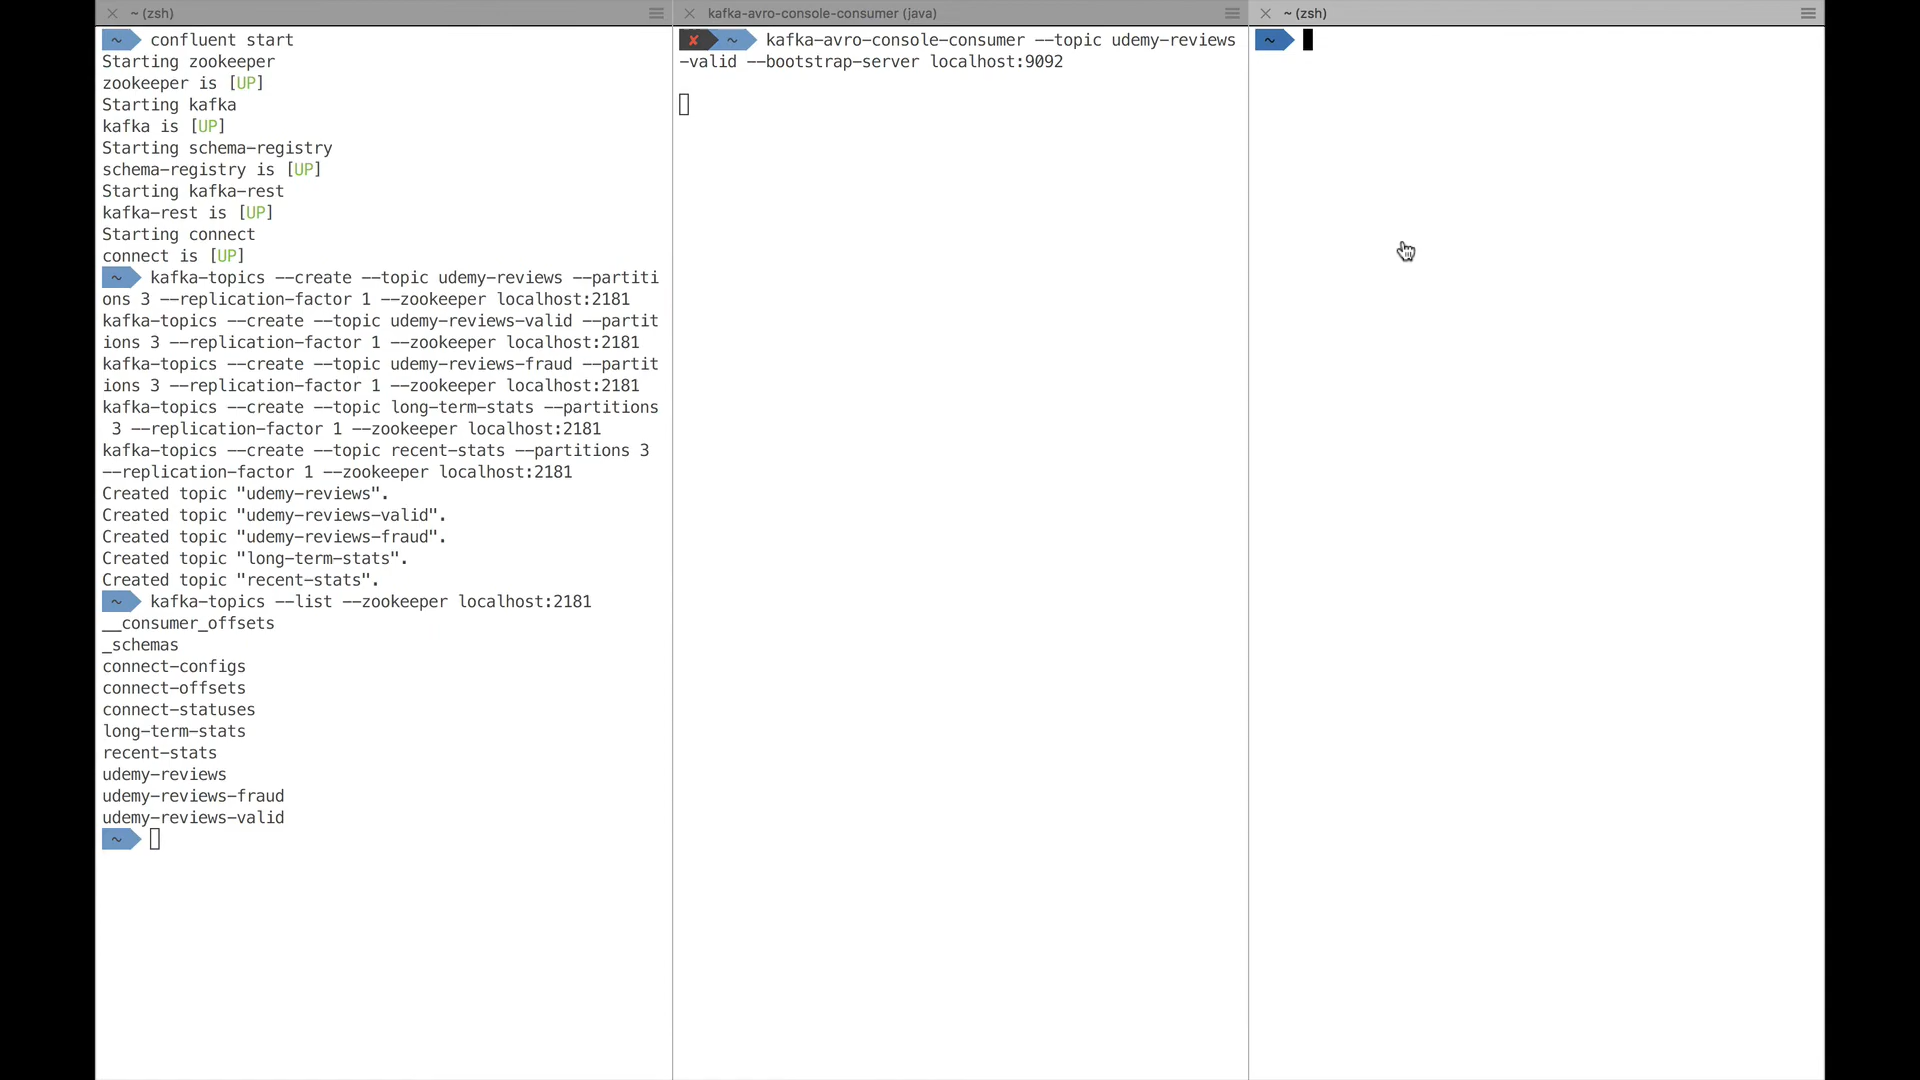 ~ (zsh)
~ confluent start
Starting zookeeper
zookeeper is [UP]
Starting kafka
kafka is [UP]
Starting schema-registry
schema-registry is [UP]
Starting kafka-rest
kafka-rest is [UP]
Starting connect
connect is [UP]
~ kafka-topics --create --topic udemy-reviews --partiti
ons 3 --replication-factor 1 --zookeeper localhost:2181
kafka-topics --create --topic udemy-reviews-valid --partit
ions 3 --replication-factor 1 --zookeeper localhost:2181
kafka-topics --create --topic udemy-reviews-fraud --partit
ions 3 --replication-factor 1 --zookeeper localhost:2181
kafka-topics --create --topic long-term-stats --partitions
3 --replication-factor 1 --zookeeper localhost:2181
kafka-topics --create --topic recent-stats --partitions 3
--replication-factor 1 --zookeeper localhost:2181
Created topic "udemy-reviews".
Created topic "udemy-reviews-valid".
Created topic "udemy-reviews-fraud".
Created topic "long-term-stats".
Created topic "recent-stats".
~ kafka-topics --list --zookeeper localhost:2181
__consumer_offsets
_schemas
connect-configs
connect-offsets
connect-statuses
long-term-stats
recent-stats
udemy-reviews
udemy-reviews-fraud
udemy-reviews-valid
~
kafka-avro-console-consumer (java)
✘ ~ kafka-avro-console-consumer --topic udemy-reviews
-valid --bootstrap-server localhost:9092
~ (zsh)
~